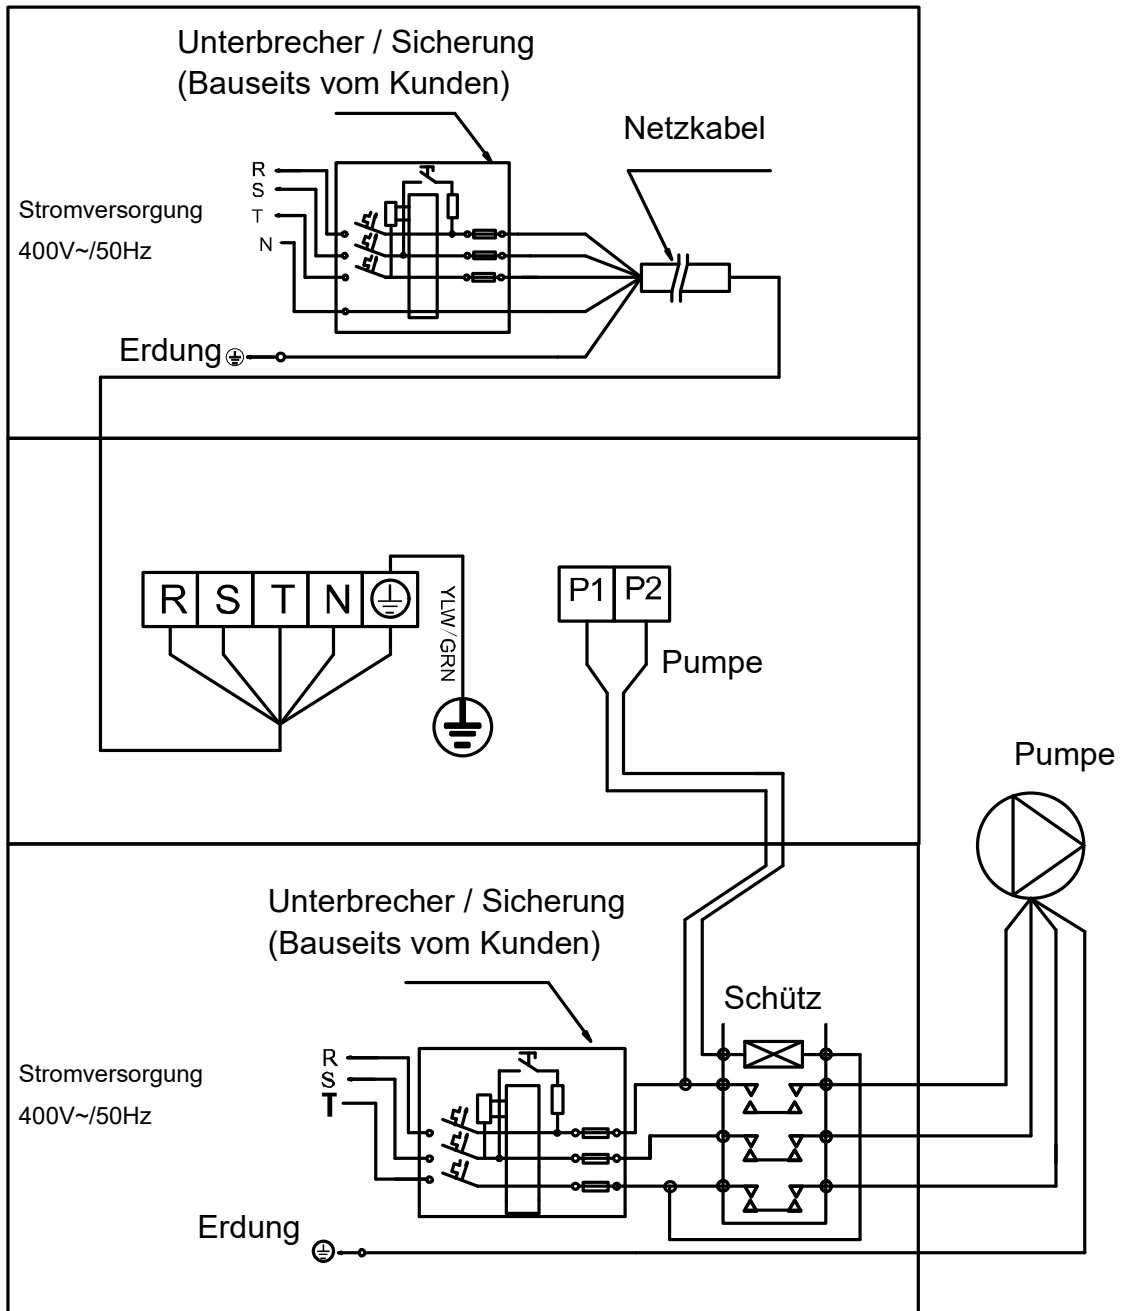 Unterbrecher / Sicherung
(Bauseits vom Kunden)
Netzkabel
R
S
Stromversorgung
T
400V~/50Hz
N
Erdung
R S T N
YLW/GRN
P1 P2
Pumpe
Pumpe
Unterbrecher / Sicherung
(Bauseits vom Kunden)
Schütz
R
Stromversorgung
S
T
400V~/50Hz
Erdung